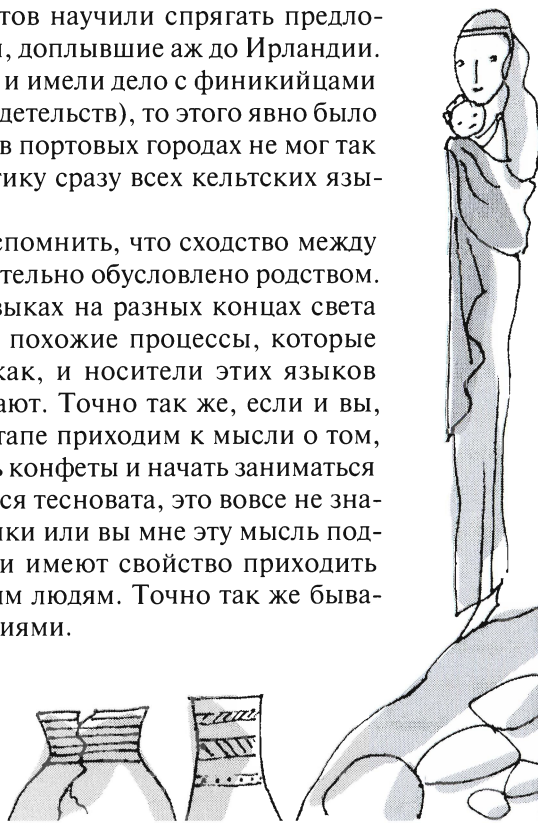 тов научили спрягать предло-
, доплывшие аж до Ирландии.
и имели дело с финикийцами
детельств), то этого явно было
в портовых городах не мог так
тику сразу всех кельтских язы-
спомнить, что сходство между
тельно обусловлено родством.
зыках на разных концах света
похожие процессы, которые
как, и носители этих языков
ают. Точно так же, если и вы,
тапе приходим к мысли о том,
ь конфеты и начать заниматься
ся тесновата, это вовсе не зна-
ики или вы мне эту мысль под-
и имеют свойство приходить
ым людям. Точно так же быва-
иями.